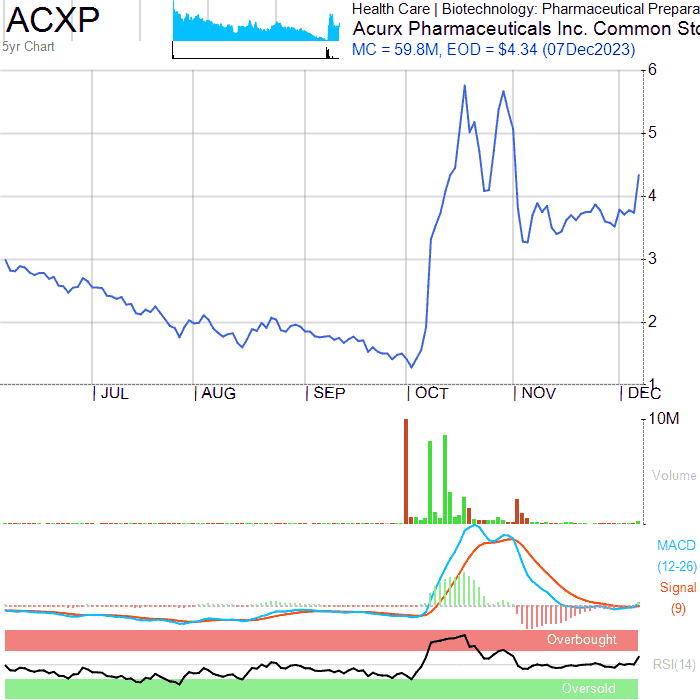 ACXP
5yr Chart
Health Care | Biotechnology: Pharmaceutical Prepara
Acurx Pharmaceuticals Inc. Common Sto
MC = 59.8M, EOD = $4.34 (07Dec2023)
6
5
4
3
2
1
JUL AUG SEP OCT NOV DEC
10M
Volume
MACD
(12-26)
Signal
(9)
Overbought
RSI(14)
Oversold